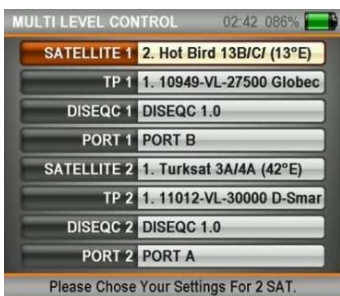 MULTI LEVEL CONTROL 02:42 086%
SATELLITE 1 2. Hot Bird 13B/C/ (13°E)
TP 1 1. 10949-VL-27500 Globec
DISEQC 1 DISEQC 1.0
PORT 1 PORT B
SATELLITE 2 1. Turksat 3A/4A (42°E)
TP 2 1. 11012-VL-30000 D-Smar
DISEQC 2 DISEQC 1.0
PORT 2 PORT A
Please Chose Your Settings For 2 SAT.